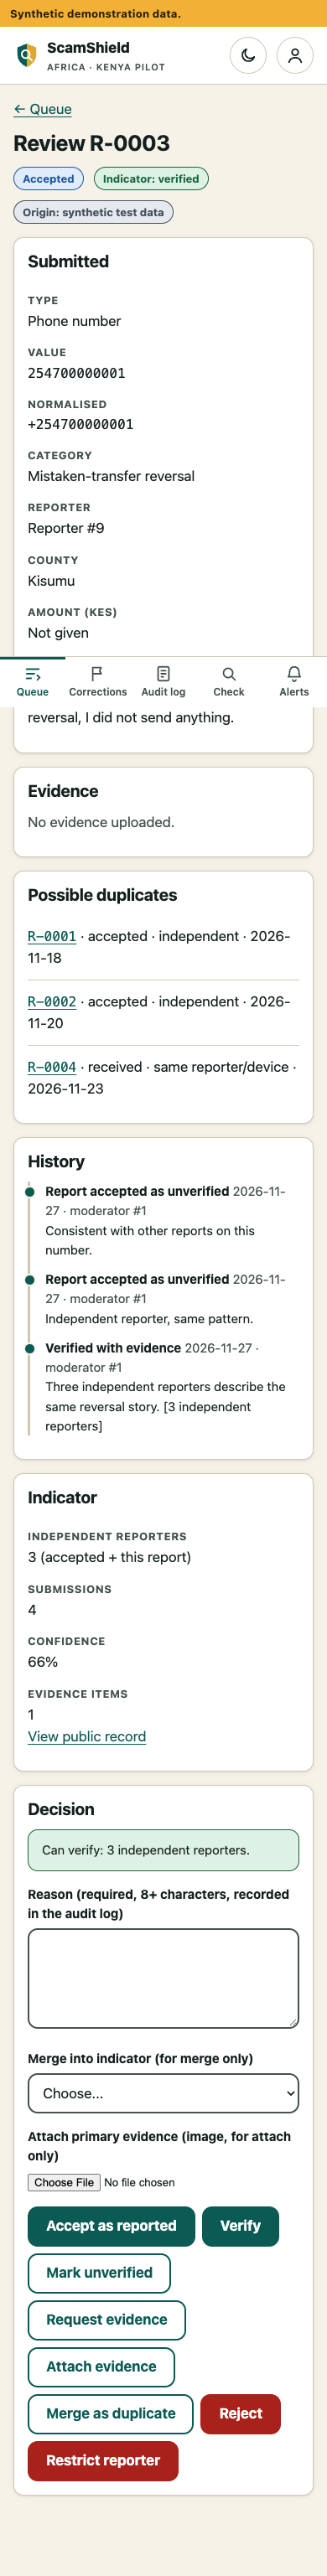 Synthetic demonstration data.
ScamShield
AFRICA · KENYA PILOT
← Queue
Review R-0003
Accepted
Indicator: verified
Origin: synthetic test data
Submitted
TYPE
Phone number
VALUE
254700000001
NORMALISED
+254700000001
CATEGORY
Mistaken-transfer reversal
REPORTER
Reporter #9
COUNTY
Kisumu
AMOUNT (KES)
Not given
Queue
Corrections
Audit log
Check
Alerts
reversal, I did not send anything.
Evidence
No evidence uploaded.
Possible duplicates
R-0001 · accepted · independent · 2026-
11-18
R-0002 · accepted · independent · 2026-
11-20
R-0004 · received · same reporter/device ·
2026-11-23
History
Report accepted as unverified 2026-11-
27 · moderator #1
Consistent with other reports on this
number.
Report accepted as unverified 2026-11-
27 · moderator #1
Independent reporter, same pattern.
Verified with evidence 2026-11-27 ·
moderator #1
Three independent reporters describe the
same reversal story. [3 independent
reporters]
Indicator
INDEPENDENT REPORTERS
3 (accepted + this report)
SUBMISSIONS
4
CONFIDENCE
66%
EVIDENCE ITEMS
1
View public record
Decision
Can verify: 3 independent reporters.
Reason (required, 8+ characters, recorded
in the audit log)
Merge into indicator (for merge only)
Choose...
Attach primary evidence (image, for attach
only)
Choose File No file chosen
Accept as reported
Verify
Mark unverified
Request evidence
Attach evidence
Merge as duplicate
Reject
Restrict reporter